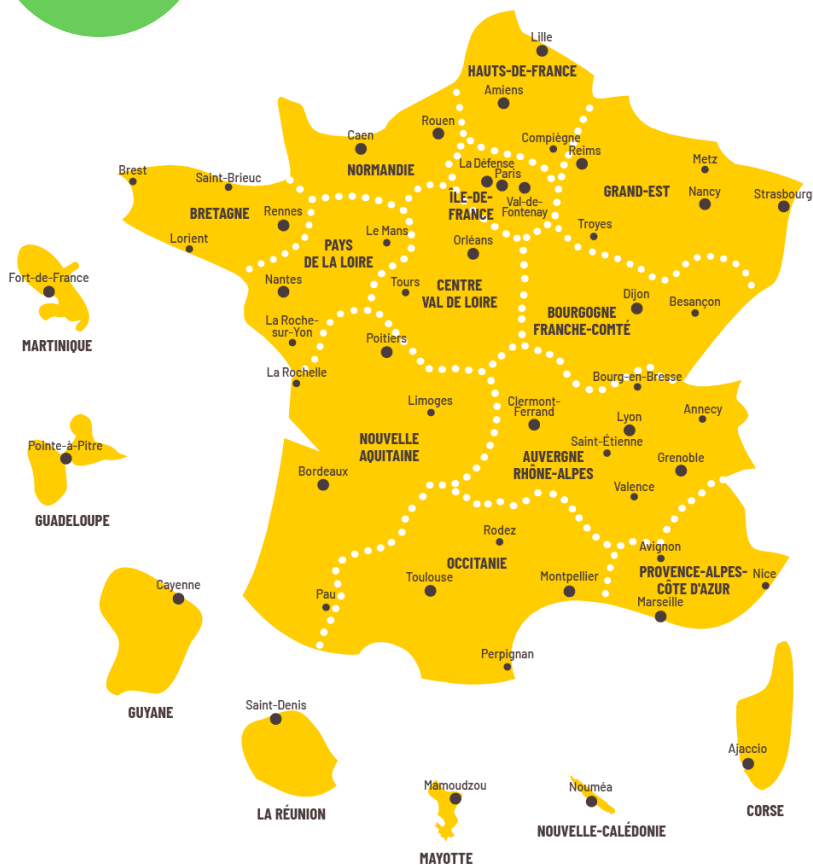 Lille
HAUTS-DE-FRANCE
Amiens
Rouen
Caen
Compiègne
Reims
La Défense
Paris
Metz
NORMANDIE
Brest
Saint-Brieuc
Val-de-
Fontenay
ÎLE-DE-
FRANCE
GRAND-EST
Nancy
Strasbourg
BRETAGNE
Rennes
Le Mans
Troyes
Lorient
PAYS
DE LA LOIRE
Orléans
Fort-de-France
MARTINIQUE
Nantes
Tours
CENTRE
VAL DE LOIRE
Dijon
Besançon
BOURGOGNE
FRANCHE-COMTÉ
La Roche-
sur-Yon
Poitiers
La Rochelle
Bourg-en-Bresse
Limoges
Clermont-
Ferrand
Lyon
Annecy
Pointe-à-Pitre
GUADELOUPE
NOUVELLE
AQUITAINE
Saint-Étienne
AUVERGNE
RHÔNE-ALPES
Grenoble
Bordeaux
Valence
Rodez
Avignon
OCCITANIE
PROVENCE-ALPES-
CÔTE D'AZUR
Nice
Toulouse
Montpellier
Marseille
Cayenne
GUYANE
Pau
Perpignan
Saint-Denis
LA RÉUNION
Mamoudzou
MAYOTTE
Nouméa
NOUVELLE-CALÉDONIE
Ajaccio
CORSE